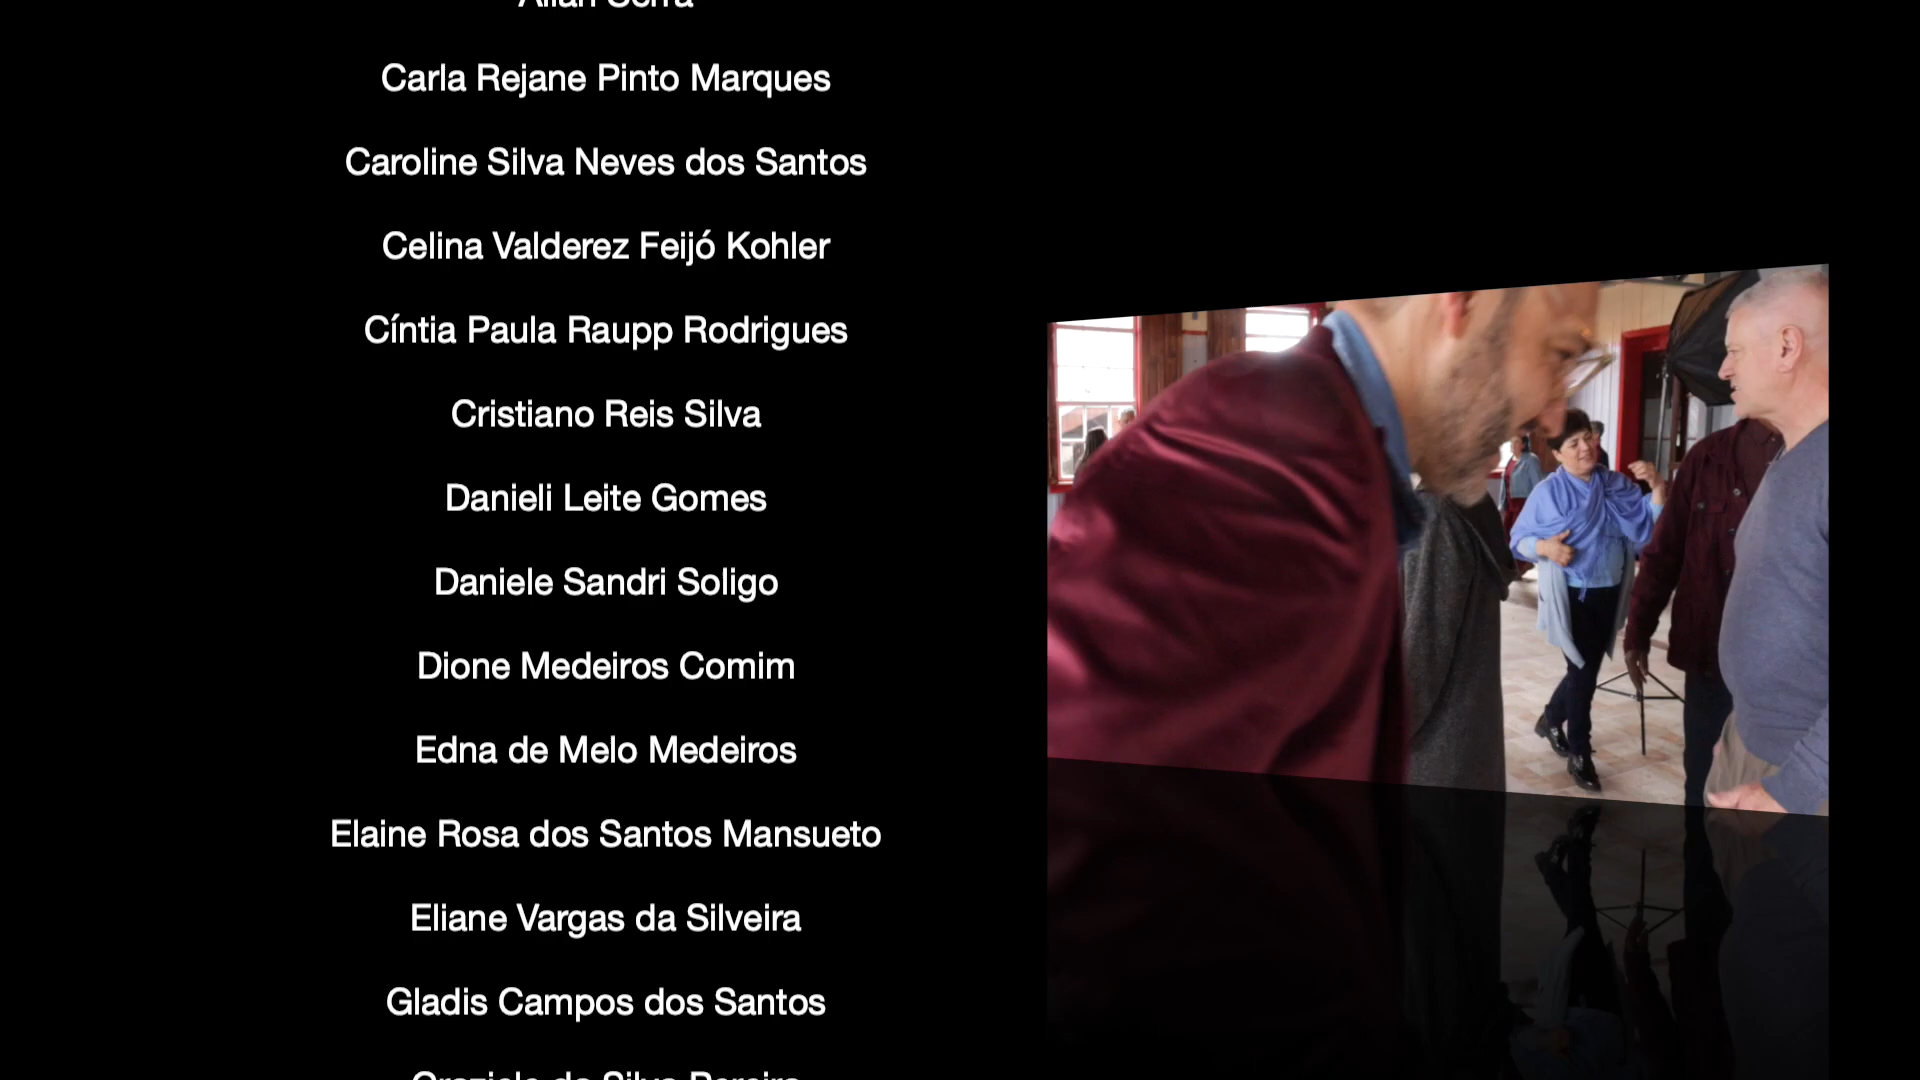 Carla Rejane Pinto Marques
Caroline Silva Neves dos Santos
Celina Valderez Feijó Kohler
Cíntia Paula Raupp Rodrigues
Cristiano Reis Silva
Danieli Leite Gomes
Daniele Sandri Soligo
Dione Medeiros Comim
Edna de Melo Medeiros
Elaine Rosa dos Santos Mansueto
Eliane Vargas da Silveira
Gladis Campos dos Santos